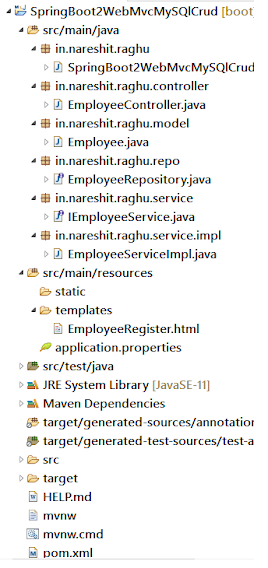 SpringBoot2WebMvcMySQlCrud [boot]
src/main/java
in.nareshit.raghu
SpringBoot2WebMvcMySQlCrud
in.nareshit.raghu.controller
EmployeeController.java
in.nareshit.raghu.model
Employee.java
in.nareshit.raghu.repo
EmployeeRepository.java
in.nareshit.raghu.service
IEmployeeService.java
in.nareshit.raghu.service.impl
EmployeeServiceImpl.java
src/main/resources
static
templates
EmployeeRegister.html
application.properties
src/test/java
JRE System Library [JavaSE-11]
Maven Dependencies
target/generated-sources/annotation
target/generated-test-sources/test-a
src
target
HELP.md
mvnw
mvnw.cmd
pom.xml